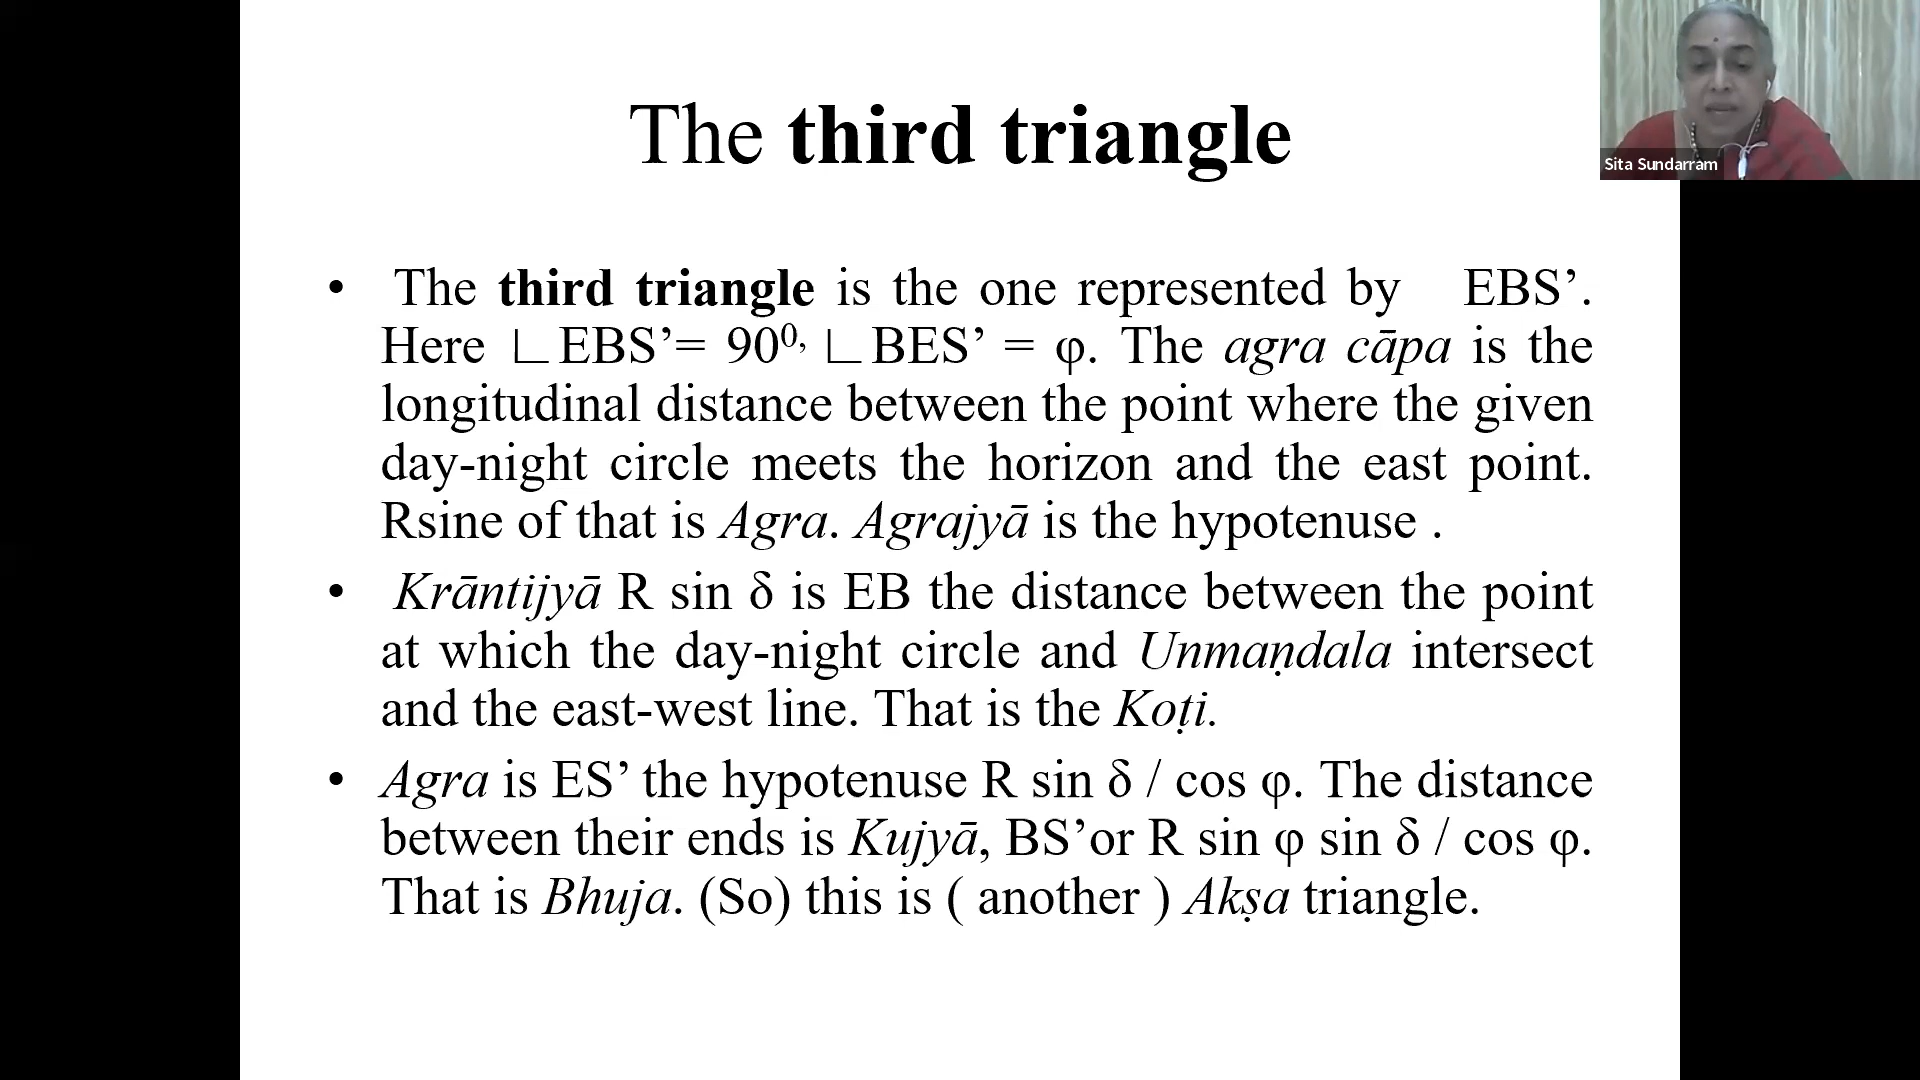 The third triangle
Sita Sundarram
• The third triangle is the one represented by EBS’.
Here ∟EBS’= 90⁰, ∟BES’ = φ. The agra cāpa is the
longitudinal distance between the point where the given
day-night circle meets the horizon and the east point.
Rsine of that is Agra. Agrajyā is the hypotenuse .
• Krāntijyā R sin δ is EB the distance between the point
at which the day-night circle and Unmaṇdala intersect
and the east-west line. That is the Koṭi.
• Agra is ES’ the hypotenuse R sin δ / cos φ. The distance
between their ends is Kujyā, BS’or R sin φ sin δ / cos φ.
That is Bhuja. (So) this is ( another ) Akṣa triangle.